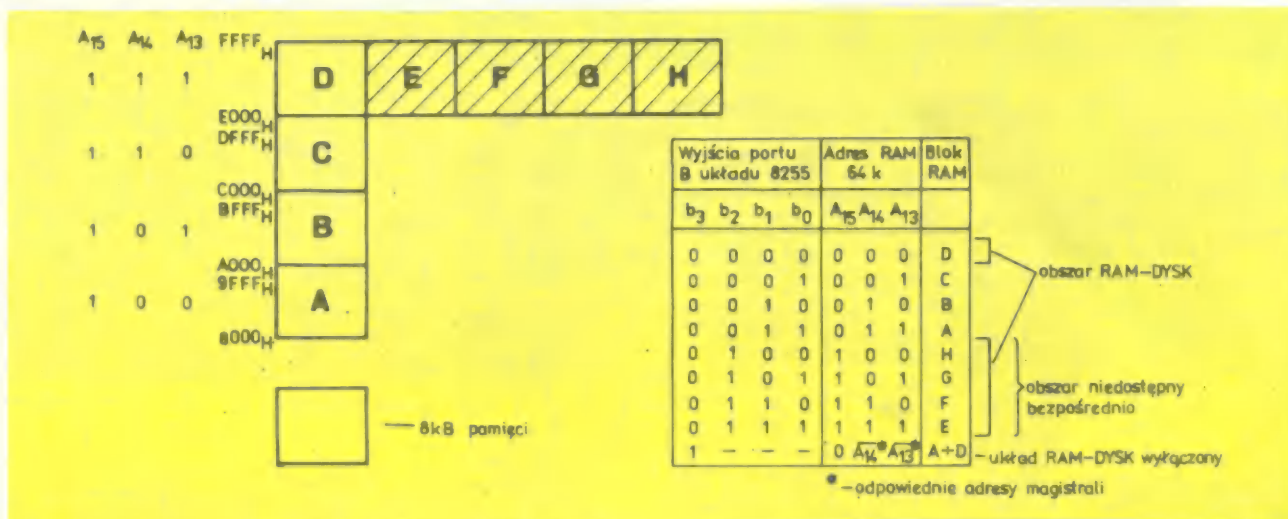 A15 A14 A13 FFFFH
1 1 1 D E F G H
E000H
DFFFH
1 1 0 C
C000H
BFFFH
1 0 1 B
A000H
9FFFH
1 0 0 A
8000H
— 8kB pamięci
Wyjścia portu Adres RAM Blok
B układu 8255 64 k RAM
b3 b2 b1 b0 A15 A14 A13
0 0 0 0 0 0 0 D
0 0 0 1 0 0 1 C
0 0 1 0 0 1 0 B
0 0 1 1 0 1 1 A
0 1 0 0 1 0 0 H
0 1 0 1 1 0 1 G
0 1 1 0 1 1 0 F
0 1 1 1 1 1 1 E
1 – – – 0 A̅14* A̅13* A÷D
obszar RAM-DYSK
obszar niedostępny
bezpośrednio
– układ RAM-DYSK wyłączony
* – odpowiednie adresy magistrali